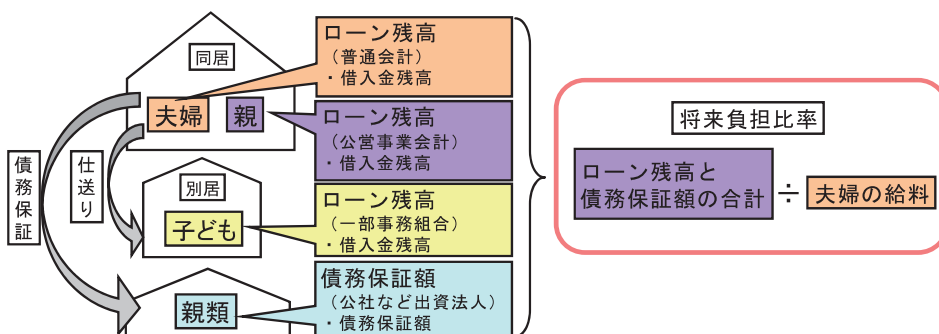 同居
夫婦
親
債務保証
仕送り
別居
子ども
親類
ローン残高
（普通会計）
・借入金残高
ローン残高
（公営事業会計）
・借入金残高
ローン残高
（一部事務組合）
・借入金残高
債務保証額
（公社など出資法人）
・債務保証額
将来負担比率
ローン残高と
債務保証額の合計
÷
夫婦の給料